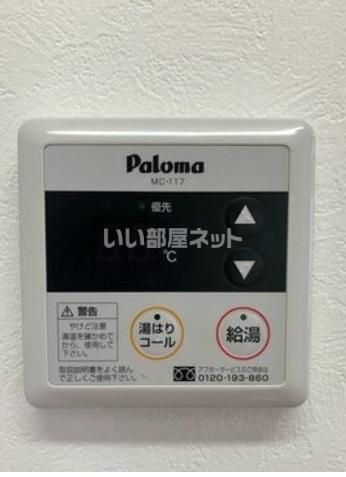 Paloma
MC-117
優先
いい部屋ネット
℃
警告
やけど注意
湯温を確かめて
から、使用して
下さい。
湯はり
コール
給湯
取扱説明書をよく読ん
で正しくご使用下さい。
アフターサービスのご用命は
0120-193-860